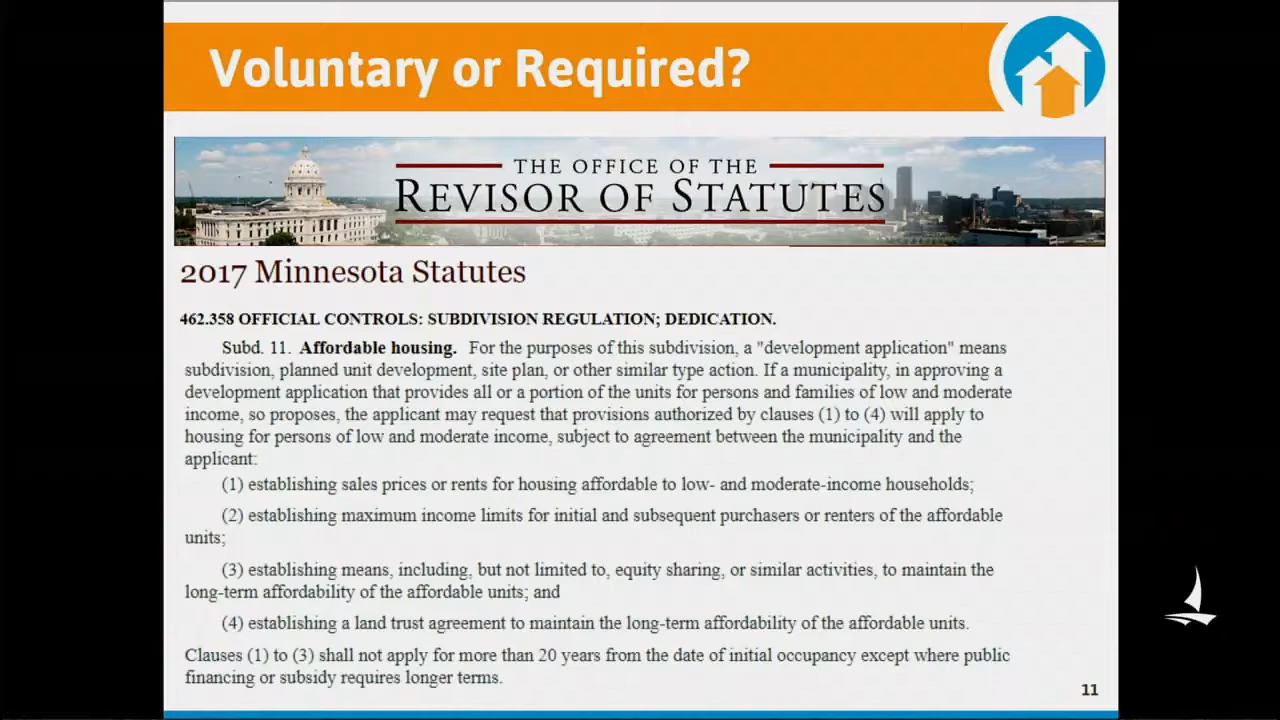 Voluntary or Required?
THE OFFICE OF THE
REVISOR OF STATUTES
2017 Minnesota Statutes
462.358 OFFICIAL CONTROLS: SUBDIVISION REGULATION; DEDICATION.
Subd. 11. Affordable housing. For the purposes of this subdivision, a "development application" means
subdivision, planned unit development, site plan, or other similar type action. If a municipality, in approving a
development application that provides all or a portion of the units for persons and families of low and moderate
income, so proposes, the applicant may request that provisions authorized by clauses (1) to (4) will apply to
housing for persons of low and moderate income, subject to agreement between the municipality and the
applicant:
(1) establishing sales prices or rents for housing affordable to low- and moderate-income households;
(2) establishing maximum income limits for initial and subsequent purchasers or renters of the affordable
units;
(3) establishing means, including, but not limited to, equity sharing, or similar activities, to maintain the
long-term affordability of the affordable units; and
(4) establishing a land trust agreement to maintain the long-term affordability of the affordable units.
Clauses (1) to (3) shall not apply for more than 20 years from the date of initial occupancy except where public
financing or subsidy requires longer terms.
11